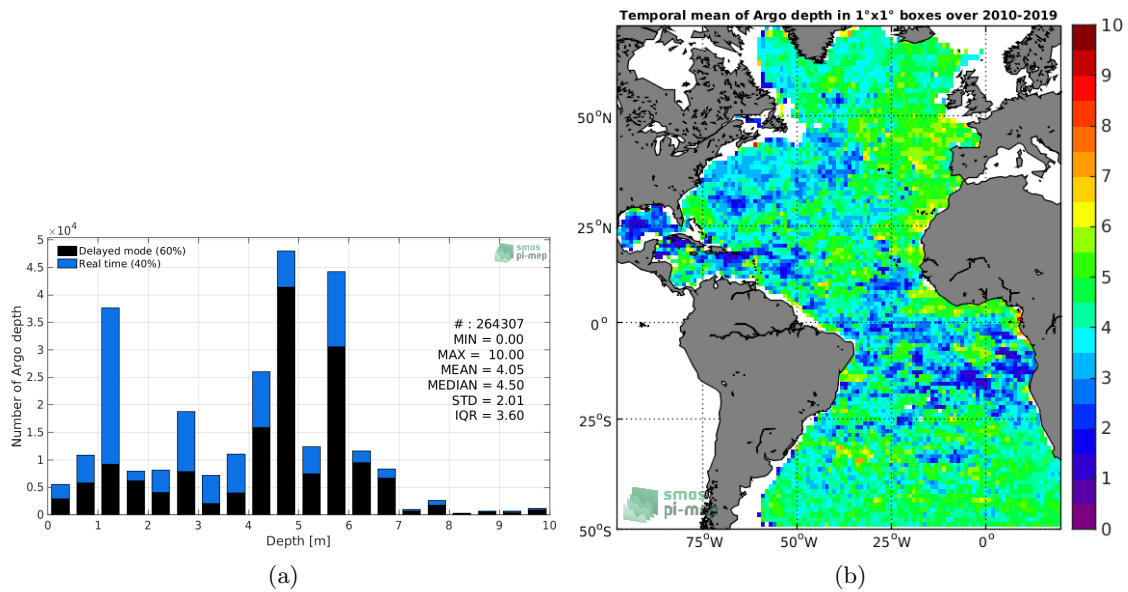 ×10^4
5
4.5
4
3.5
3
2.5
2
1.5
1
0.5
0
Number of Argo depth
Delayed mode (60%)
Real time (40%)
smos
pi-mep
# : 264307
MIN = 0.00
MAX = 10.00
MEAN = 4.05
MEDIAN = 4.50
STD = 2.01
IQR = 3.60
0 1 2 3 4 5 6 7 8 9 10
Depth [m]
(a)
Temporal mean of Argo depth in 1°x1° boxes over 2010-2019
50°N
25°N
0°
25°S
50°S
smos
pi-mep
75°W 50°W 25°W 0°
10
9
8
7
6
5
4
3
2
1
0
(b)